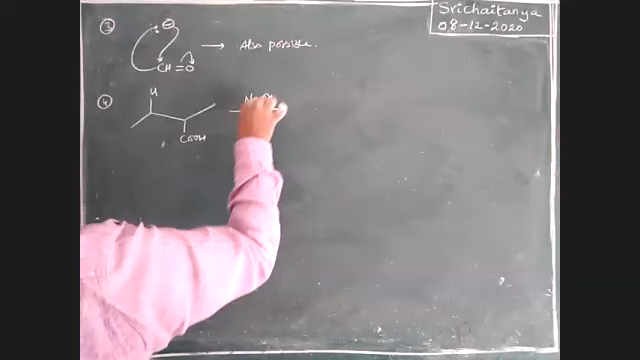 Srichaitanya
08-12-2020
③ ⊖
→ Also possible.
CH=O
④
COOH